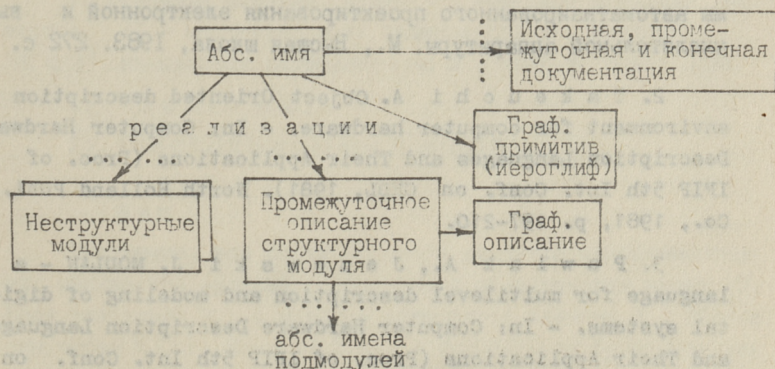 Абс. имя
Исходная, проме-
жуточная и конечная
документация
реализации
Граф.
примитив
(иероглиф)
Неструктурные
модули
Промежуточное
описание
структурного
модуля
Граф.
описание
абс. имена
подмодулей